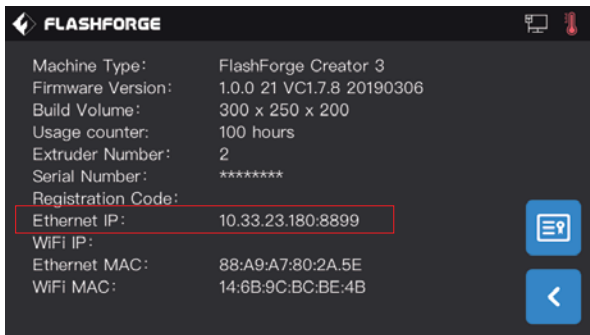 FLASHFORGE
Machine Type: FlashForge Creator 3
Firmware Version: 1.0.0 21 VC1.7.8 20190306
Build Volume: 300 x 250 x 200
Usage counter: 100 hours
Extruder Number: 2
Serial Number: ********
Registration Code:
Ethernet IP: 10.33.23.180:8899
WiFi IP:
Ethernet MAC: 88:A9:A7:80:2A.5E
WiFi MAC: 14:6B:9C:BC:BE:4B